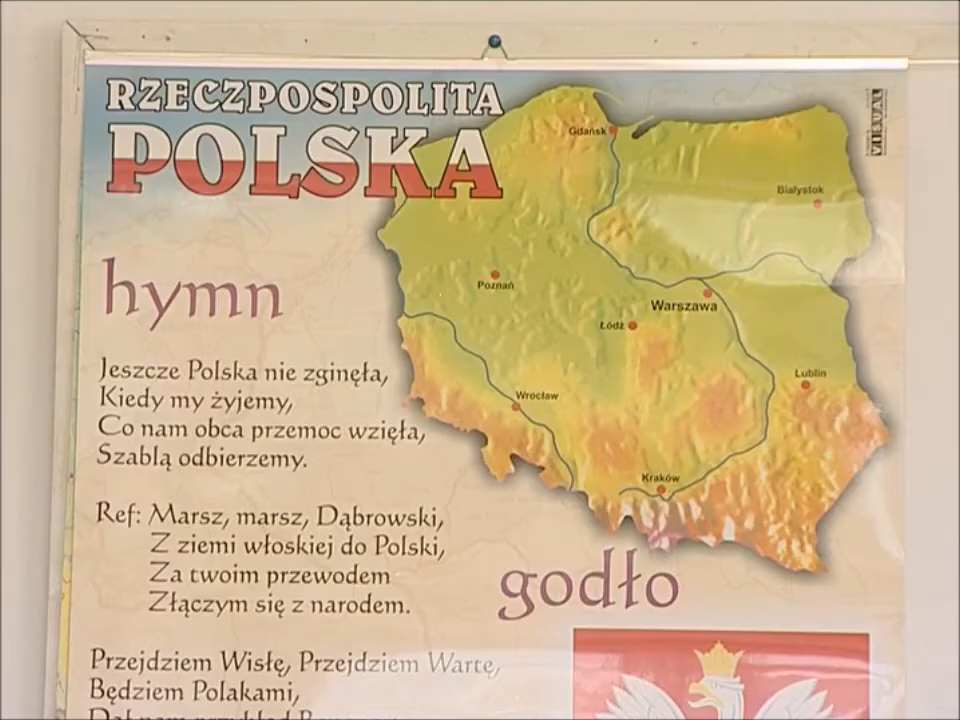 RZECZPOSPOLITA
POLSKA
Gdańsk
Białystok
Poznań
Warszawa
Łódź
Lublin
Wrocław
Kraków
hymn
Jeszcze Polska nie zginęła,
Kiedy my żyjemy,
Co nam obca przemoc wzięła,
Szablą odbierzemy.
Ref: Marsz, marsz, Dąbrowski,
Z ziemi włoskiej do Polski,
Za twoim przewodem
Złączym się z narodem.
Przejdziem Wisłę, Przejdziem Wartę,
Będziem Polakami,
godło